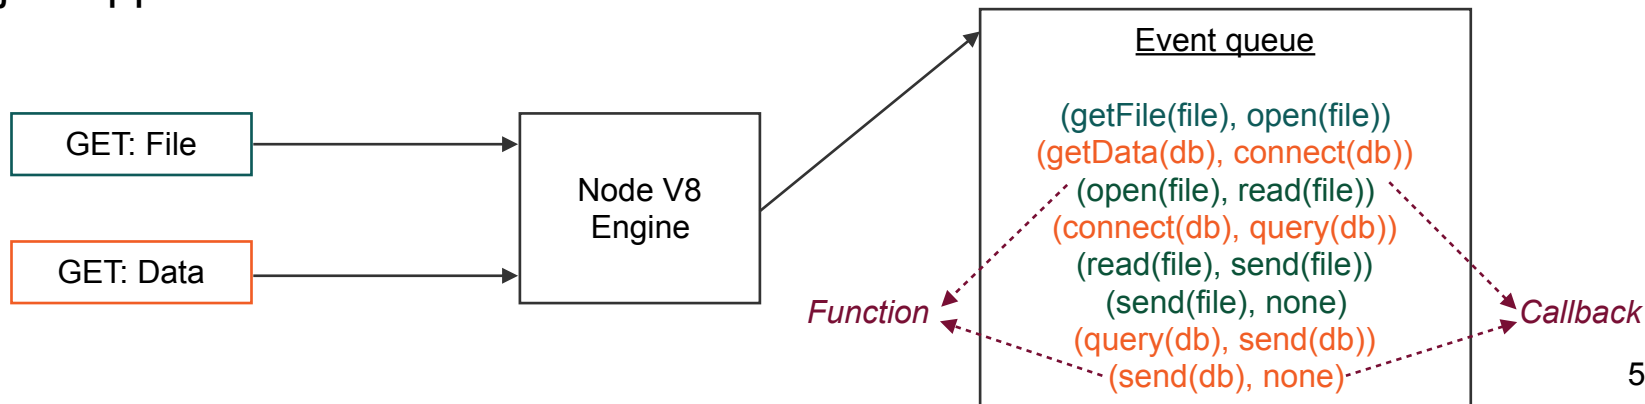 GET: File
GET: Data
Node V8
Engine
Event queue
(getFile(file), open(file))
(getData(db), connect(db))
(open(file), read(file))
(connect(db), query(db))
(read(file), send(file))
(send(file), none)
(query(db), send(db))
(send(db), none)
Function
Callback
5